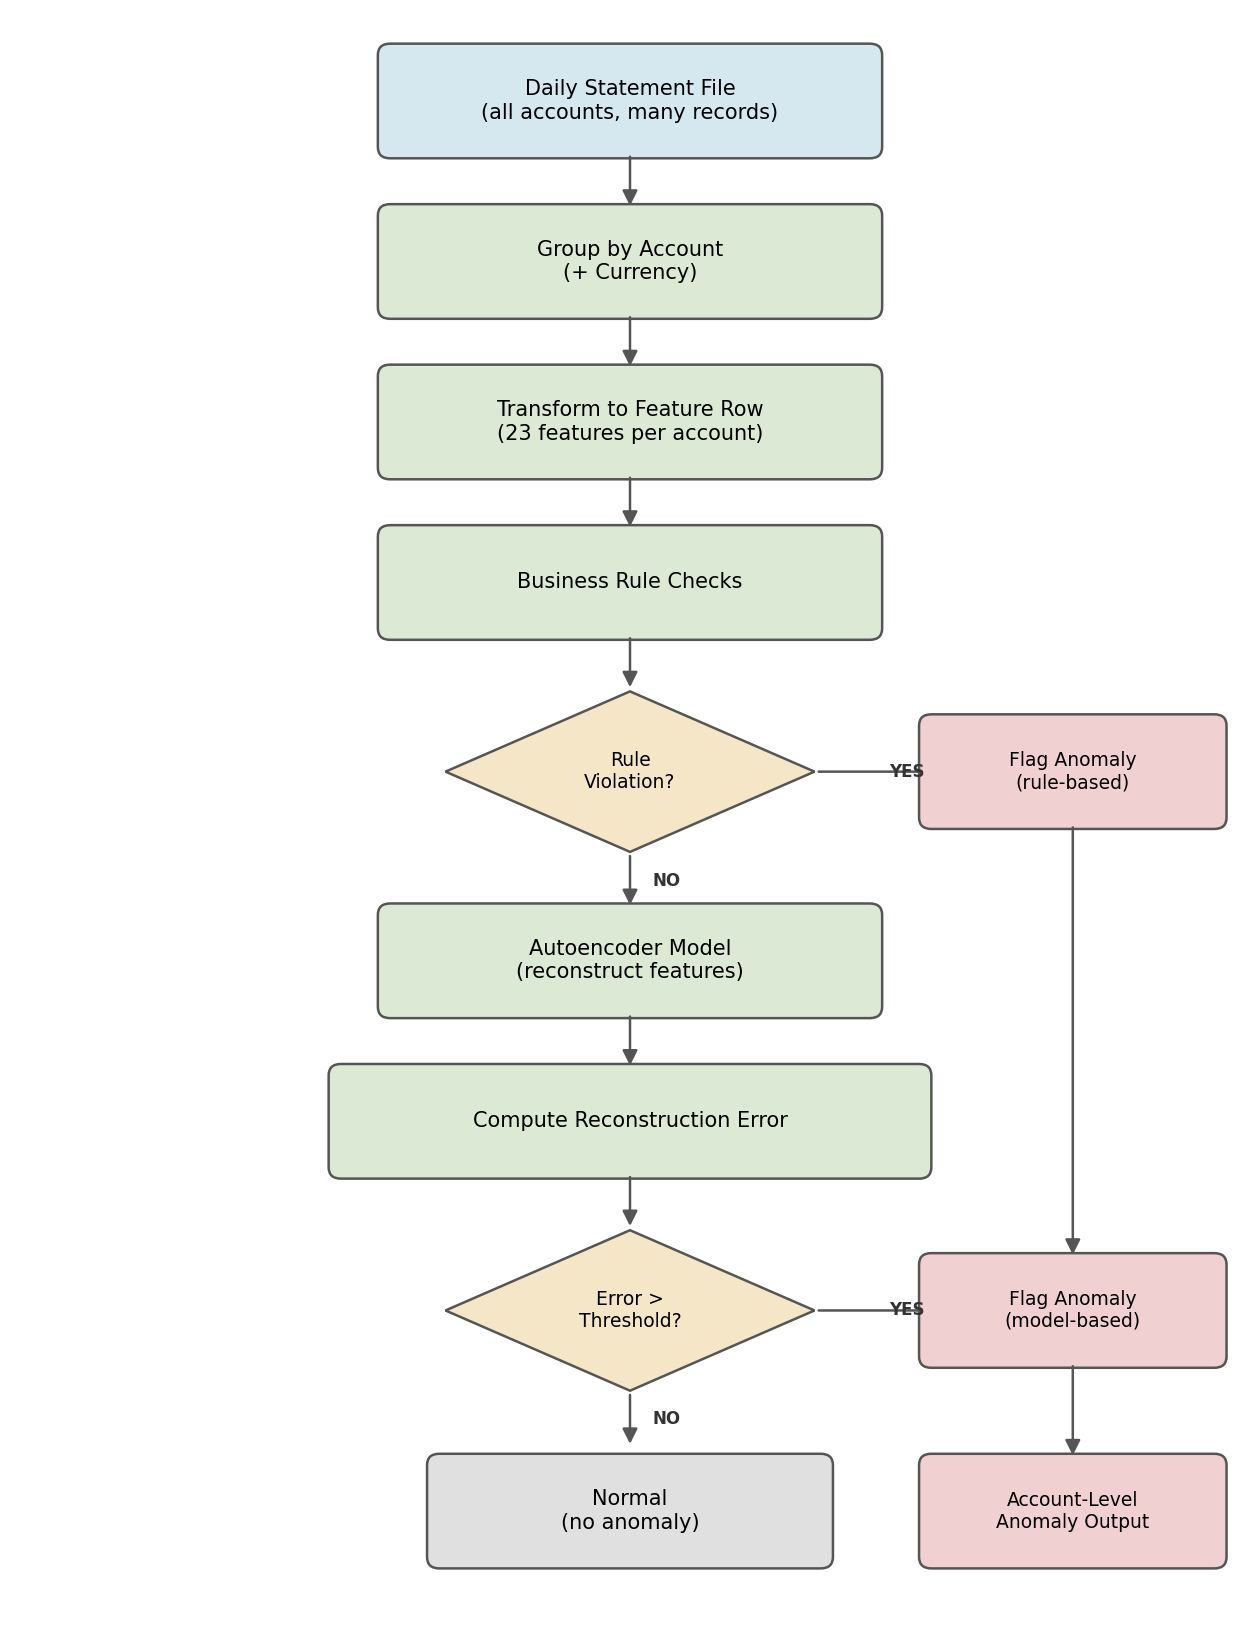 Daily Statement File
(all accounts, many records)
Group by Account
(+ Currency)
Transform to Feature Row
(23 features per account)
Business Rule Checks
Rule
Violation?
YES
Flag Anomaly
(rule-based)
NO
Autoencoder Model
(reconstruct features)
Compute Reconstruction Error
Error >
Threshold?
YES
Flag Anomaly
(model-based)
NO
Normal
(no anomaly)
Account-Level
Anomaly Output